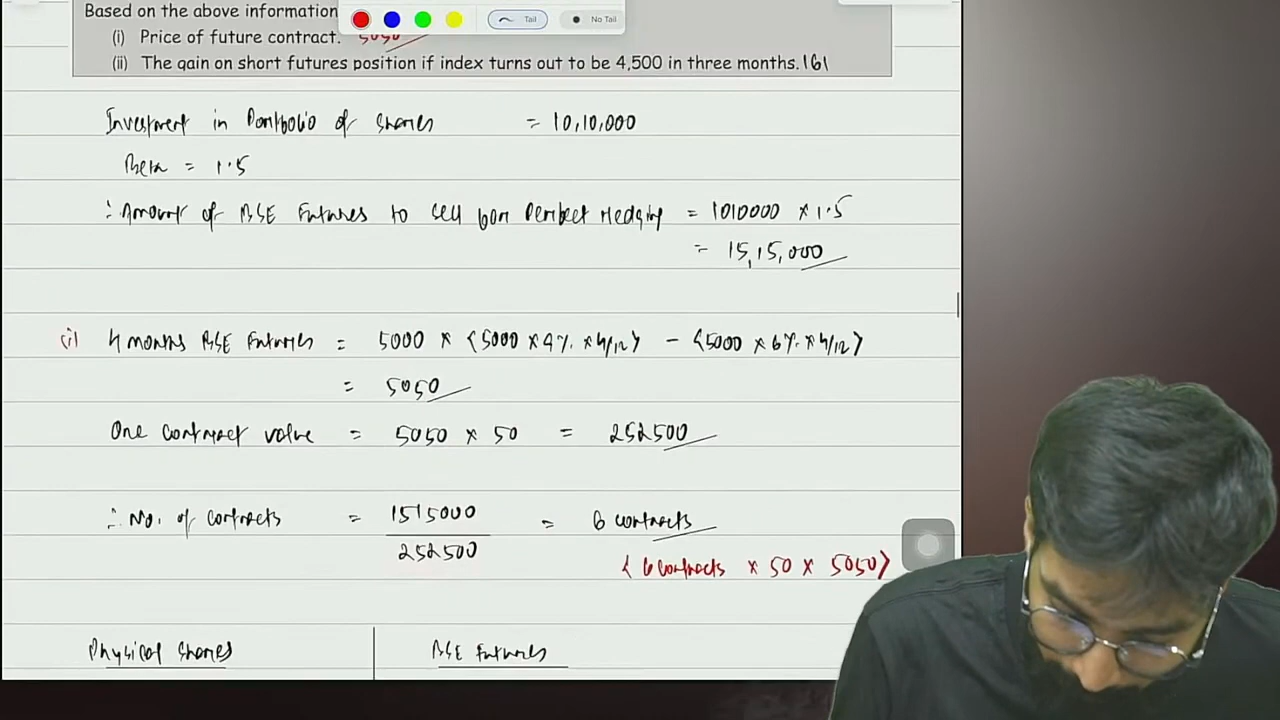 Based on the above information
Tail
No Tail
(i) Price of future contract. 5050
(ii) The gain on short futures position if index turns out to be 4,500 in three months.
Investment in Portfolio of shares = 10,10,000
Beta = 1.5
∴ Amount of BSE Futures to sell for Perfect Hedging = 1010000 × 1.5
= 15,15,000
(i) 4 months BSE Futures = 5000 × {5000 × 9% × 4/12} - {5000 × 6% × 4/12}
= 5050
One contract value = 5050 × 50 = 252500
∴ No. of contracts = 1515000 / 252500 = 6 contracts
{6 contracts × 50 × 5050}
Physical Shares
BSE Futures